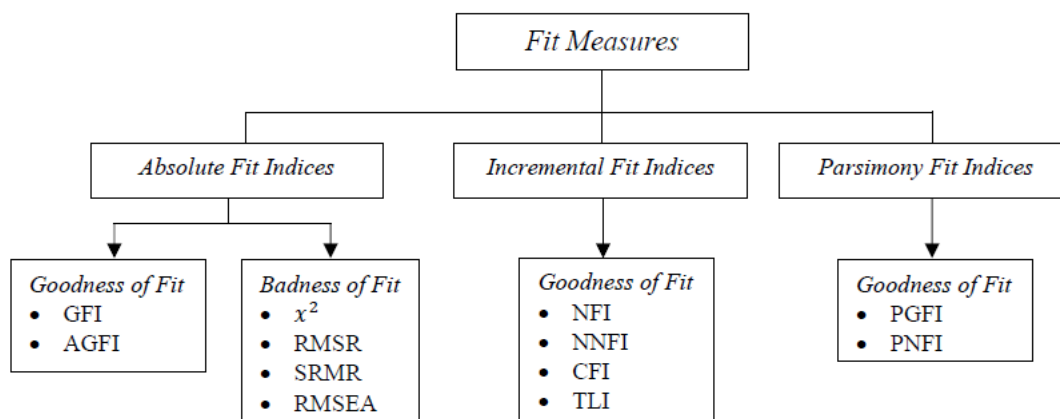 Fit Measures
Absolute Fit Indices
Incremental Fit Indices
Parsimony Fit Indices
Goodness of Fit
• GFI
• AGFI
Badness of Fit
• x²
• RMSR
• SRMR
• RMSEA
Goodness of Fit
• NFI
• NNFI
• CFI
• TLI
Goodness of Fit
• PGFI
• PNFI